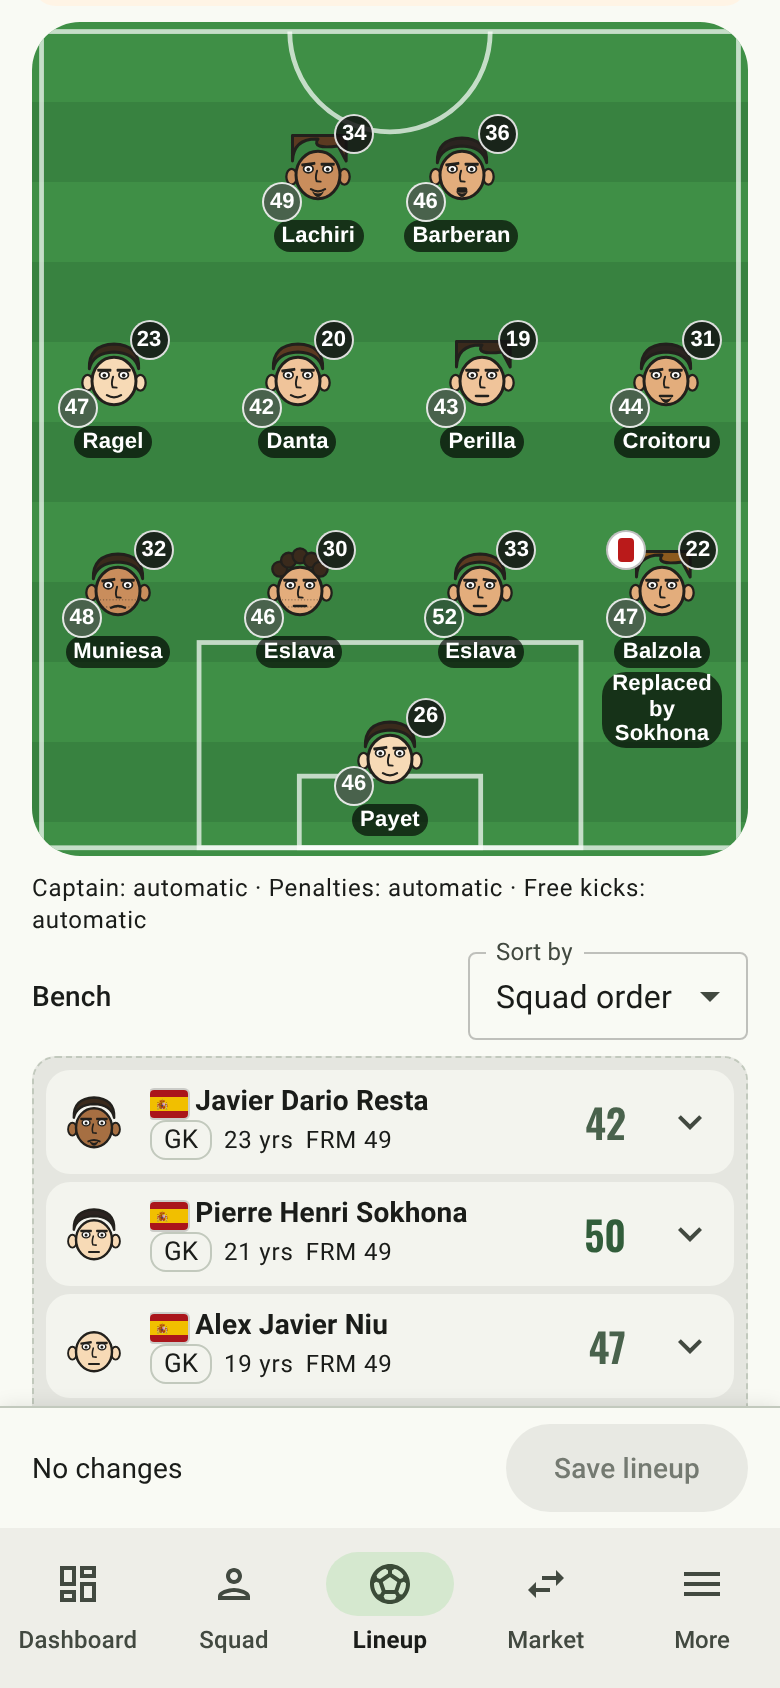 34
36
49
46
Lachiri
Barberan
23
20
19
31
47
42
43
44
Ragel
Danta
Perilla
Croitoru
32
30
33
22
48
46
52
47
Muniesa
Eslava
Eslava
Balzola
Replaced
by
Sokhona
26
46
Payet
Captain: automatic · Penalties: automatic · Free kicks:
automatic
Bench
Sort by
Squad order
Javier Dario Resta
GK 23 yrs FRM 49
42
Pierre Henri Sokhona
GK 21 yrs FRM 49
50
Alex Javier Niu
GK 19 yrs FRM 49
47
No changes
Save lineup
Dashboard
Squad
Lineup
Market
More